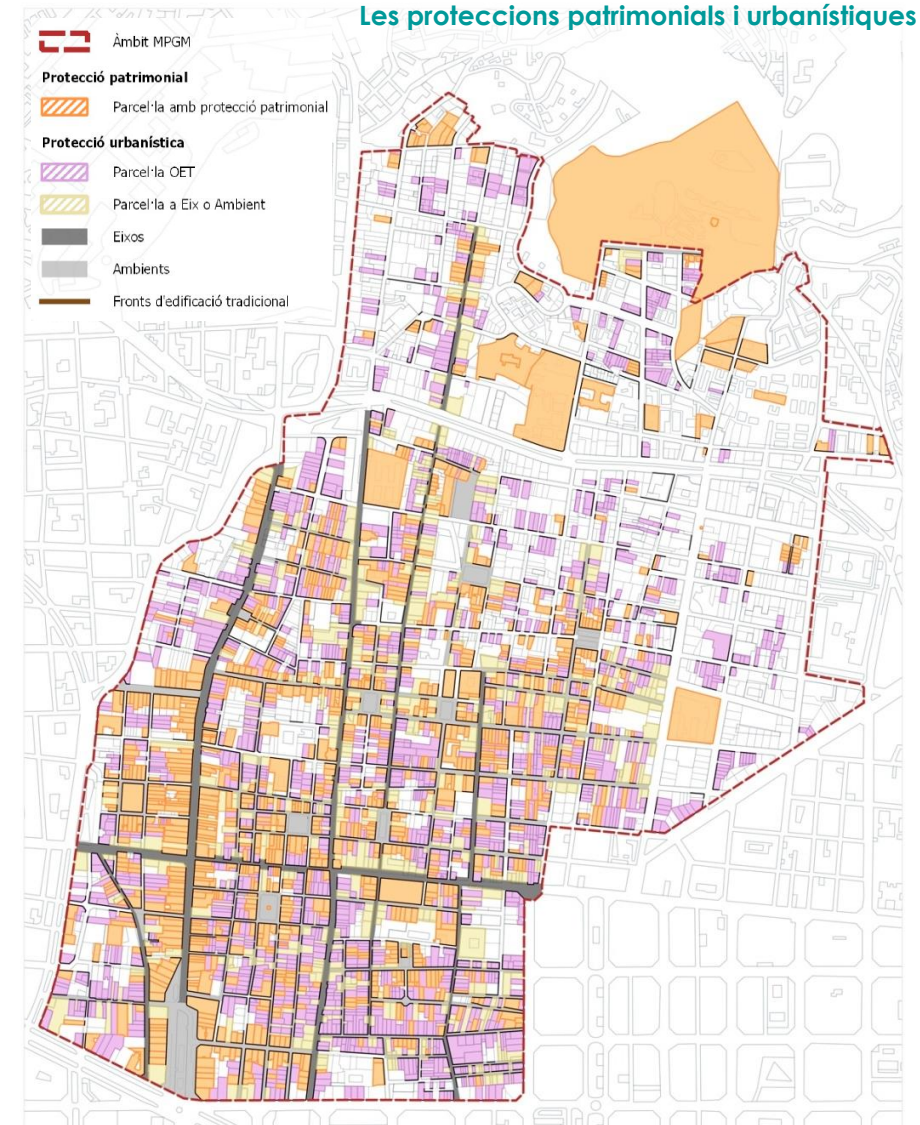 Les proteccions patrimonials i urbanístiques
Àmbit MPGM
Protecció patrimonial
Parcel·la amb protecció patrimonial
Protecció urbanística
Parcel·la OET
Parcel·la a Eix o Ambient
Eixos
Ambients
Fronts d'edificació tradicional